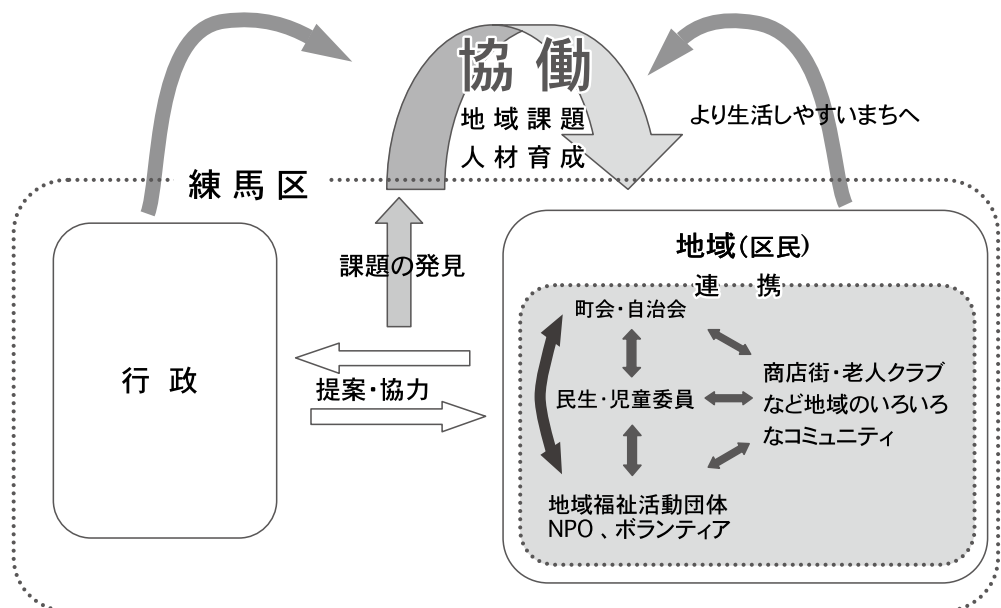 協働
地域課題
人材育成
より生活しやすいまちへ
練馬区
地域(区民)
課題の発見
連携
町会・自治会
行政
提案・協力
民生・児童委員
商店街・老人クラブ
など地域のいろいろ
なコミュニティ
地域福祉活動団体
NPO、ボランティア